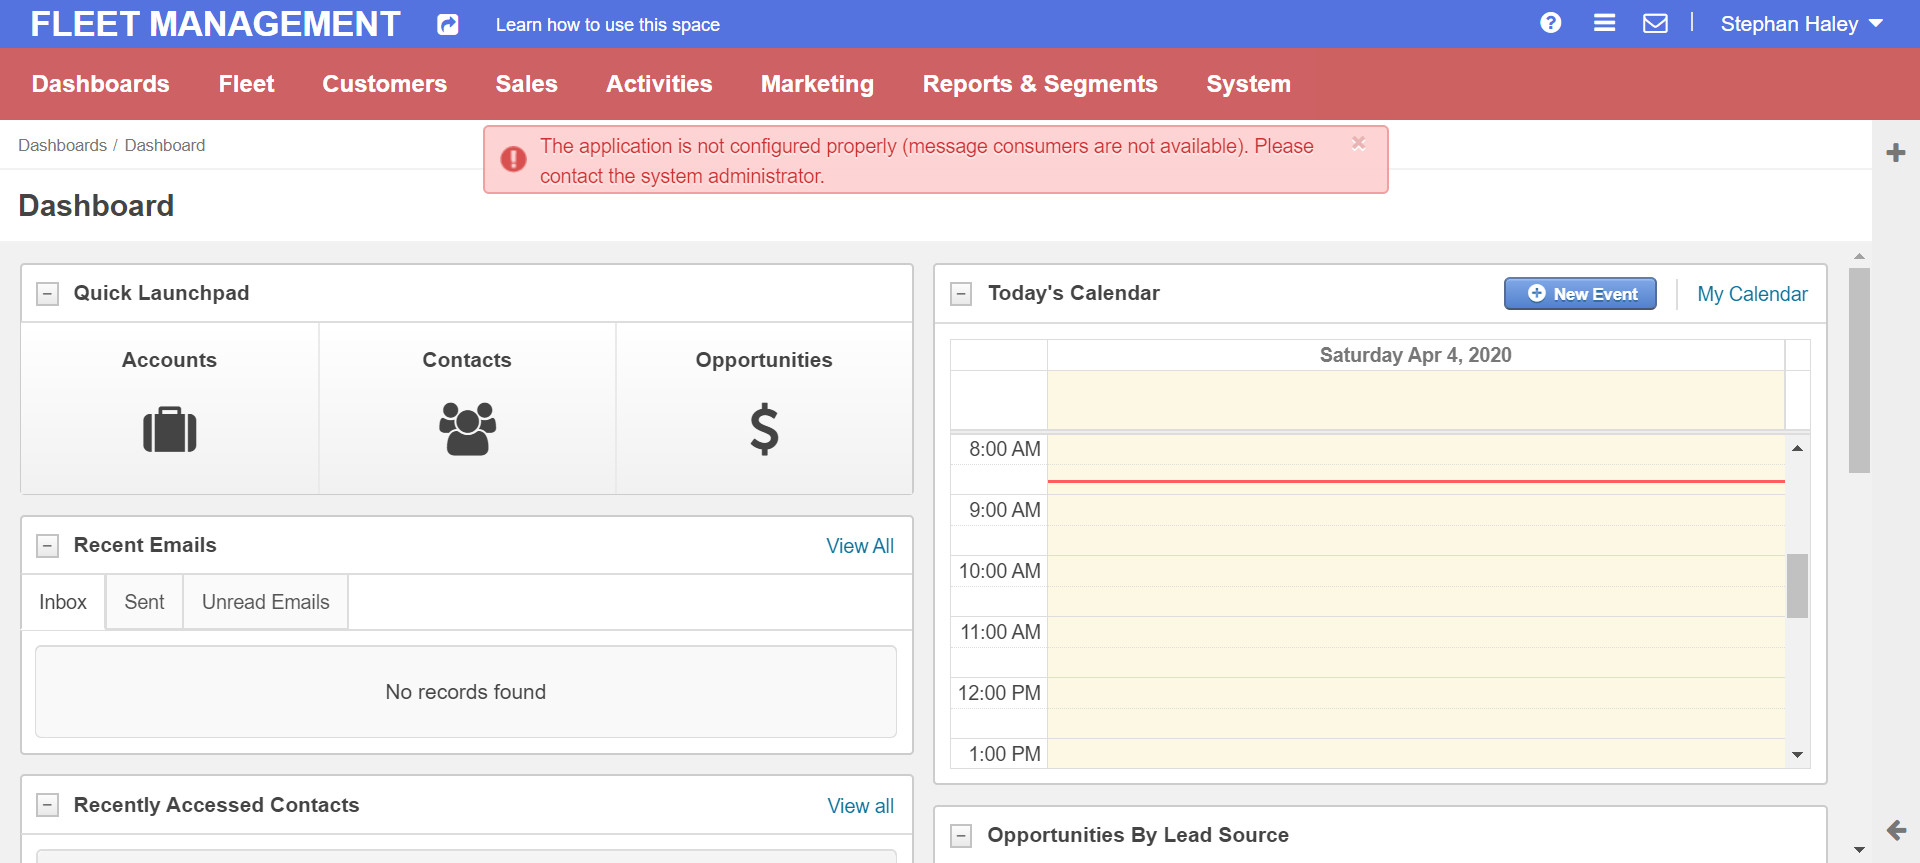 FLEET MANAGEMENT
Learn how to use this space
Stephan Haley
Dashboards
Fleet
Customers
Sales
Activities
Marketing
Reports & Segments
System
Dashboards / Dashboard
The application is not configured properly (message consumers are not available). Please
contact the system administrator.
Dashboard
Quick Launchpad
Accounts
Contacts
Opportunities
Recent Emails
View All
Inbox
Sent
Unread Emails
No records found
Recently Accessed Contacts
View all
Today's Calendar
New Event
My Calendar
Saturday Apr 4, 2020
8:00 AM
9:00 AM
10:00 AM
11:00 AM
12:00 PM
1:00 PM
Opportunities By Lead Source